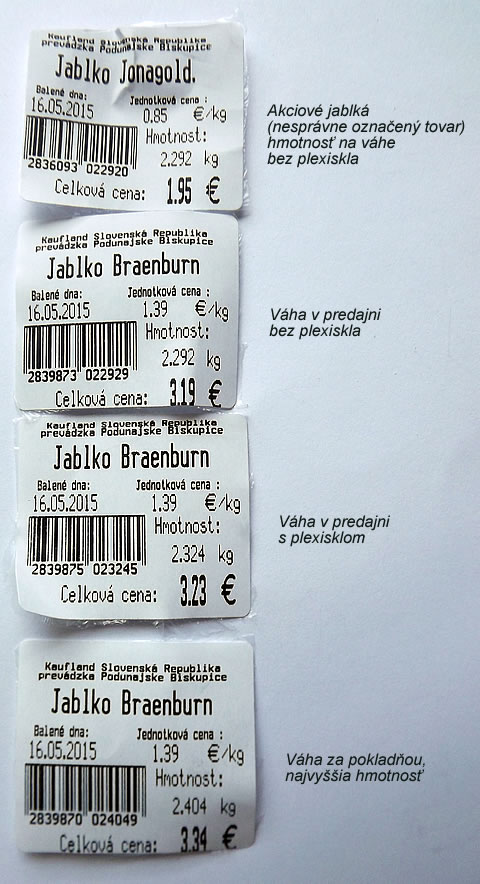 Kaufland Slovenská Republika
prevádzka Podunajske Biskupice
Jablko Jonagold.
Balené dňa: Jednotková cena :
16.05.2015 0.85 €/kg
Hmotnosť:
2.292 kg
2836093 022920
Celková cena: 1.95 €
Akciové jablká
(nesprávne označený tovar)
hmotnosť na váhe
bez plexiskla
Kaufland Slovenská Republika
prevádzka Podunajske Biskupice
Jablko Braenburn
Balené dňa: Jednotková cena :
16.05.2015 1.39 €/kg
Hmotnosť:
2.292 kg
2839873 022929
Celková cena: 3.19 €
Váha v predajni
bez plexiskla
Kaufland Slovenská Republika
prevádzka Podunajske Biskupice
Jablko Braenburn
Balené dňa: Jednotková cena :
16.05.2015 1.39 €/kg
Hmotnosť:
2.324 kg
2839875 023245
Celková cena: 3.23 €
Váha v predajni
s plexisklom
Kaufland Slovenská Republika
prevádzka Podunajske Biskupice
Jablko Braenburn
Balené dňa: Jednotková cena :
16.05.2015 1.39 €/kg
Hmotnosť:
2.404 kg
2839870 024049
Celková cena: 3.34 €
Váha za pokladňou,
najvyššia hmotnosť